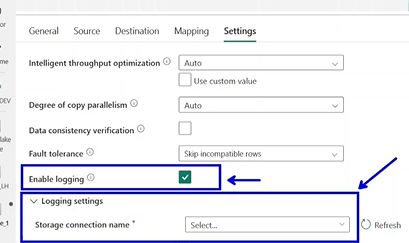 or
General Source Destination Mapping Settings
Intelligent throughput optimization Auto
me
Use custom value
DEV
Degree of copy parallelism Auto
Data consistency verification
lake
Fault tolerance Skip incompatible rows
_LH
Enable logging
Logging settings
e_1
Storage connection name * Select... Refresh